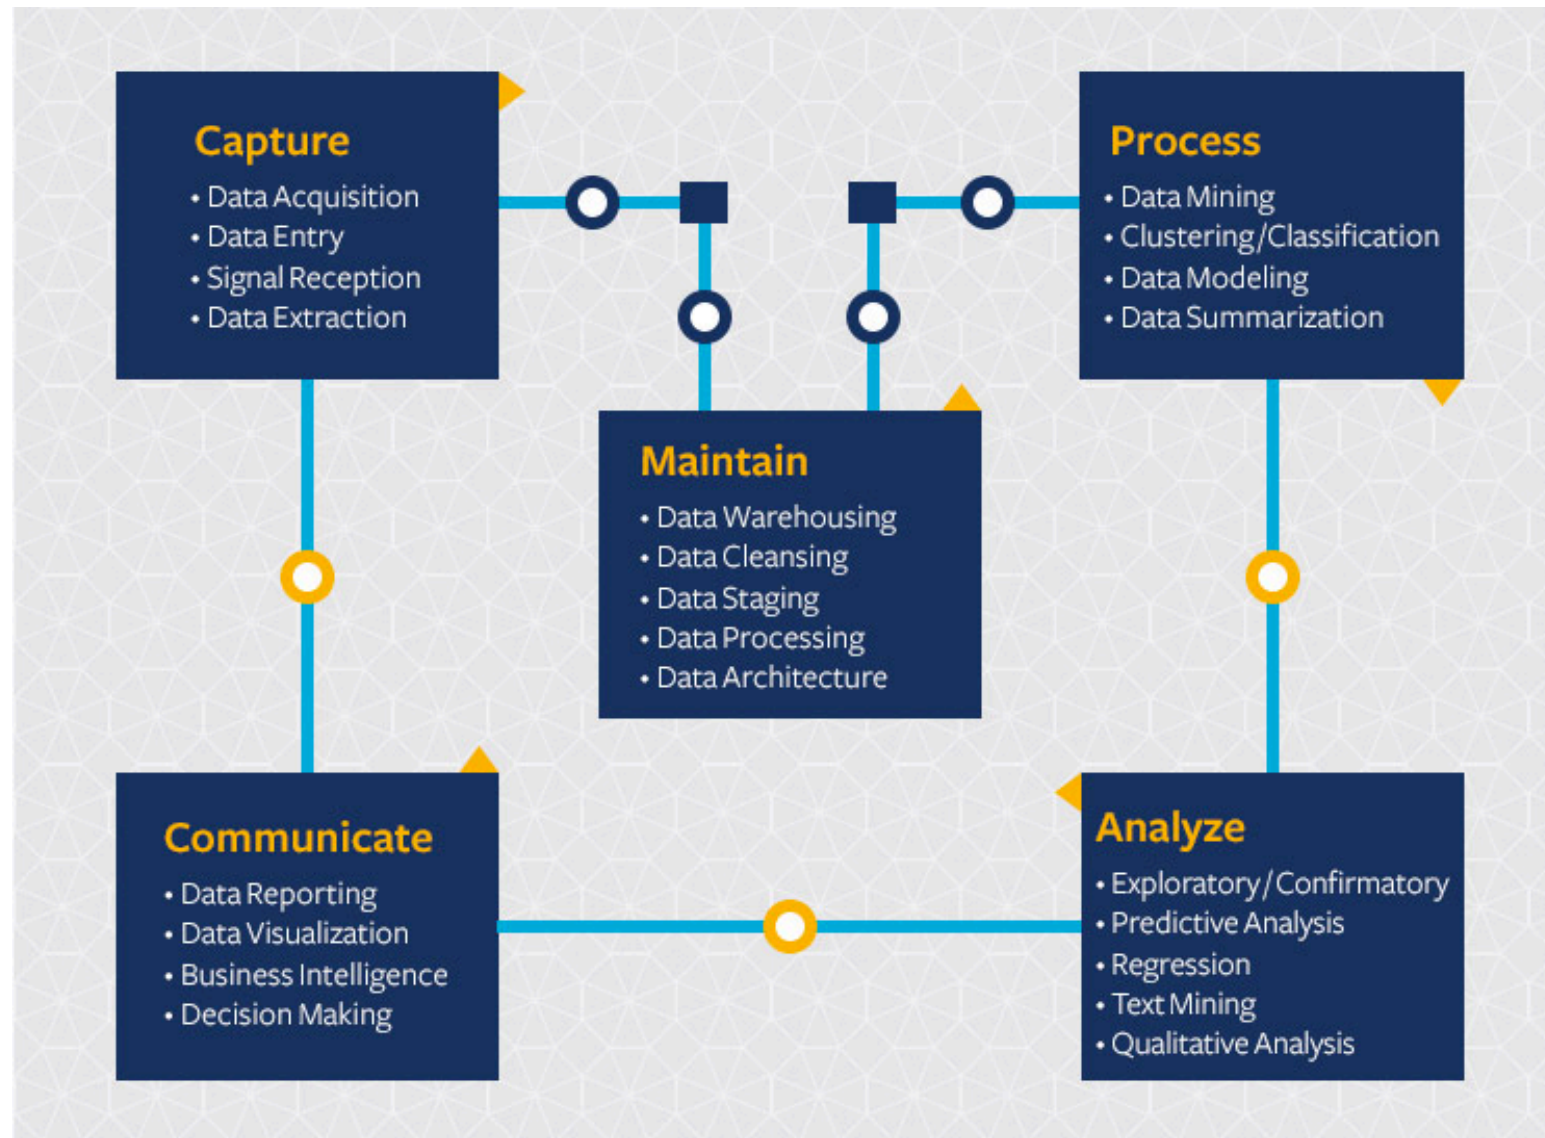 Capture
• Data Acquisition
• Data Entry
• Signal Reception
• Data Extraction
Process
• Data Mining
• Clustering/Classification
• Data Modeling
• Data Summarization
Maintain
• Data Warehousing
• Data Cleansing
• Data Staging
• Data Processing
• Data Architecture
Communicate
• Data Reporting
• Data Visualization
• Business Intelligence
• Decision Making
Analyze
• Exploratory/Confirmatory
• Predictive Analysis
• Regression
• Text Mining
• Qualitative Analysis